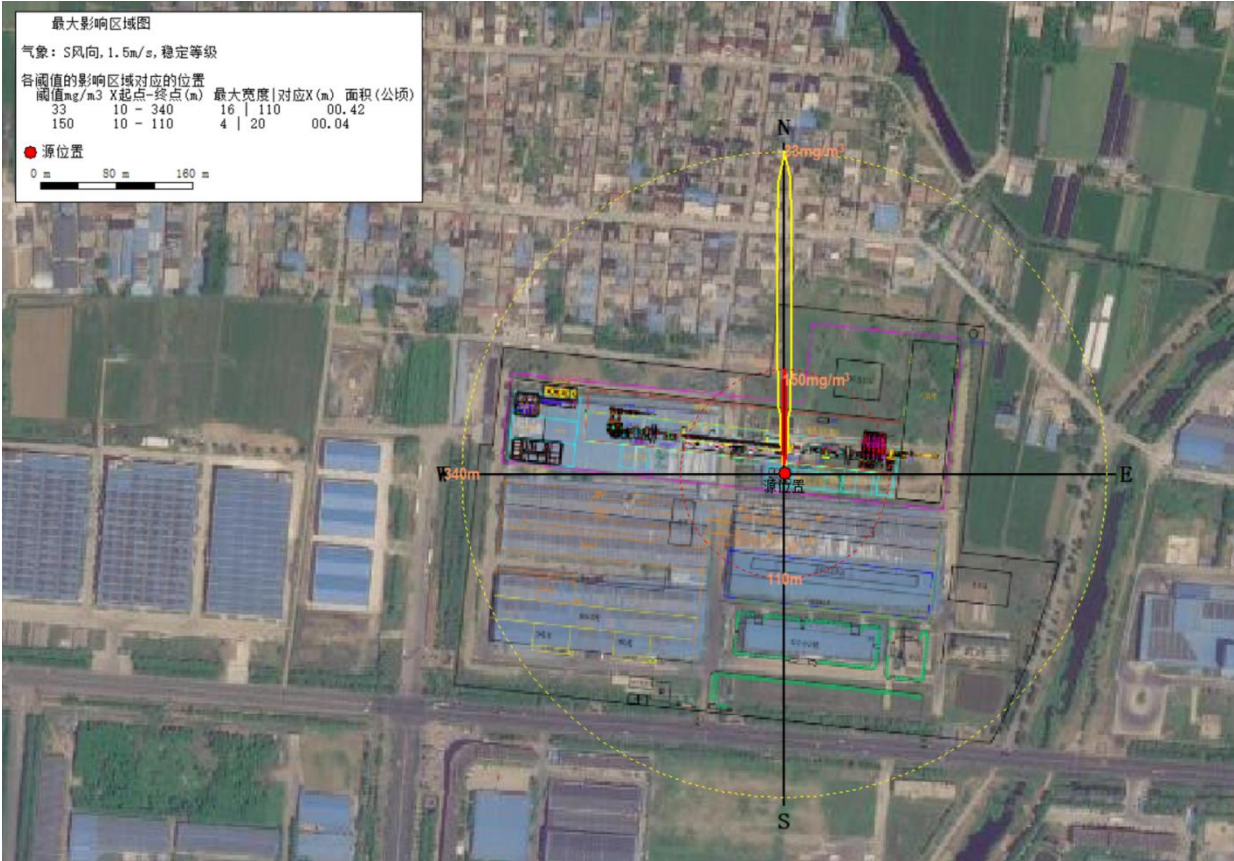 最大影响区域图
气象: S风向,1.5m/s,稳定等级
各阈值的影响区域对应的位置
阈值mg/m3 X起点-终点(m) 最大宽度|对应X(m) 面积(公顷)
33 10 - 340 16 | 110 00.42
150 10 - 110 4 | 20 00.04
源位置
0 m 80 m 160 m
N
33mg/m³
150mg/m³
W
340m
E
源位置
110m
S